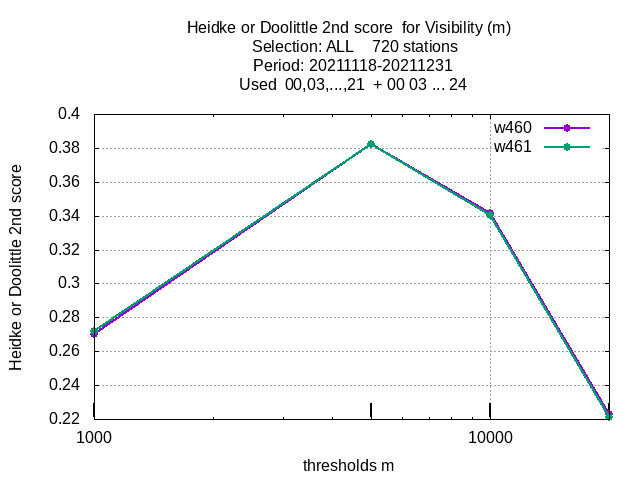 Heidke or Doolittle 2nd score  for Visibility (m)
Selection: ALL    720 stations
Period: 20211118-20211231
Used  00,03,...,21  + 00 03 ... 24
w460
w461
0.4
0.38
0.36
0.34
0.32
0.3
0.28
0.26
0.24
0.22
Heidke or Doolittle 2nd score
1000 10000
thresholds m